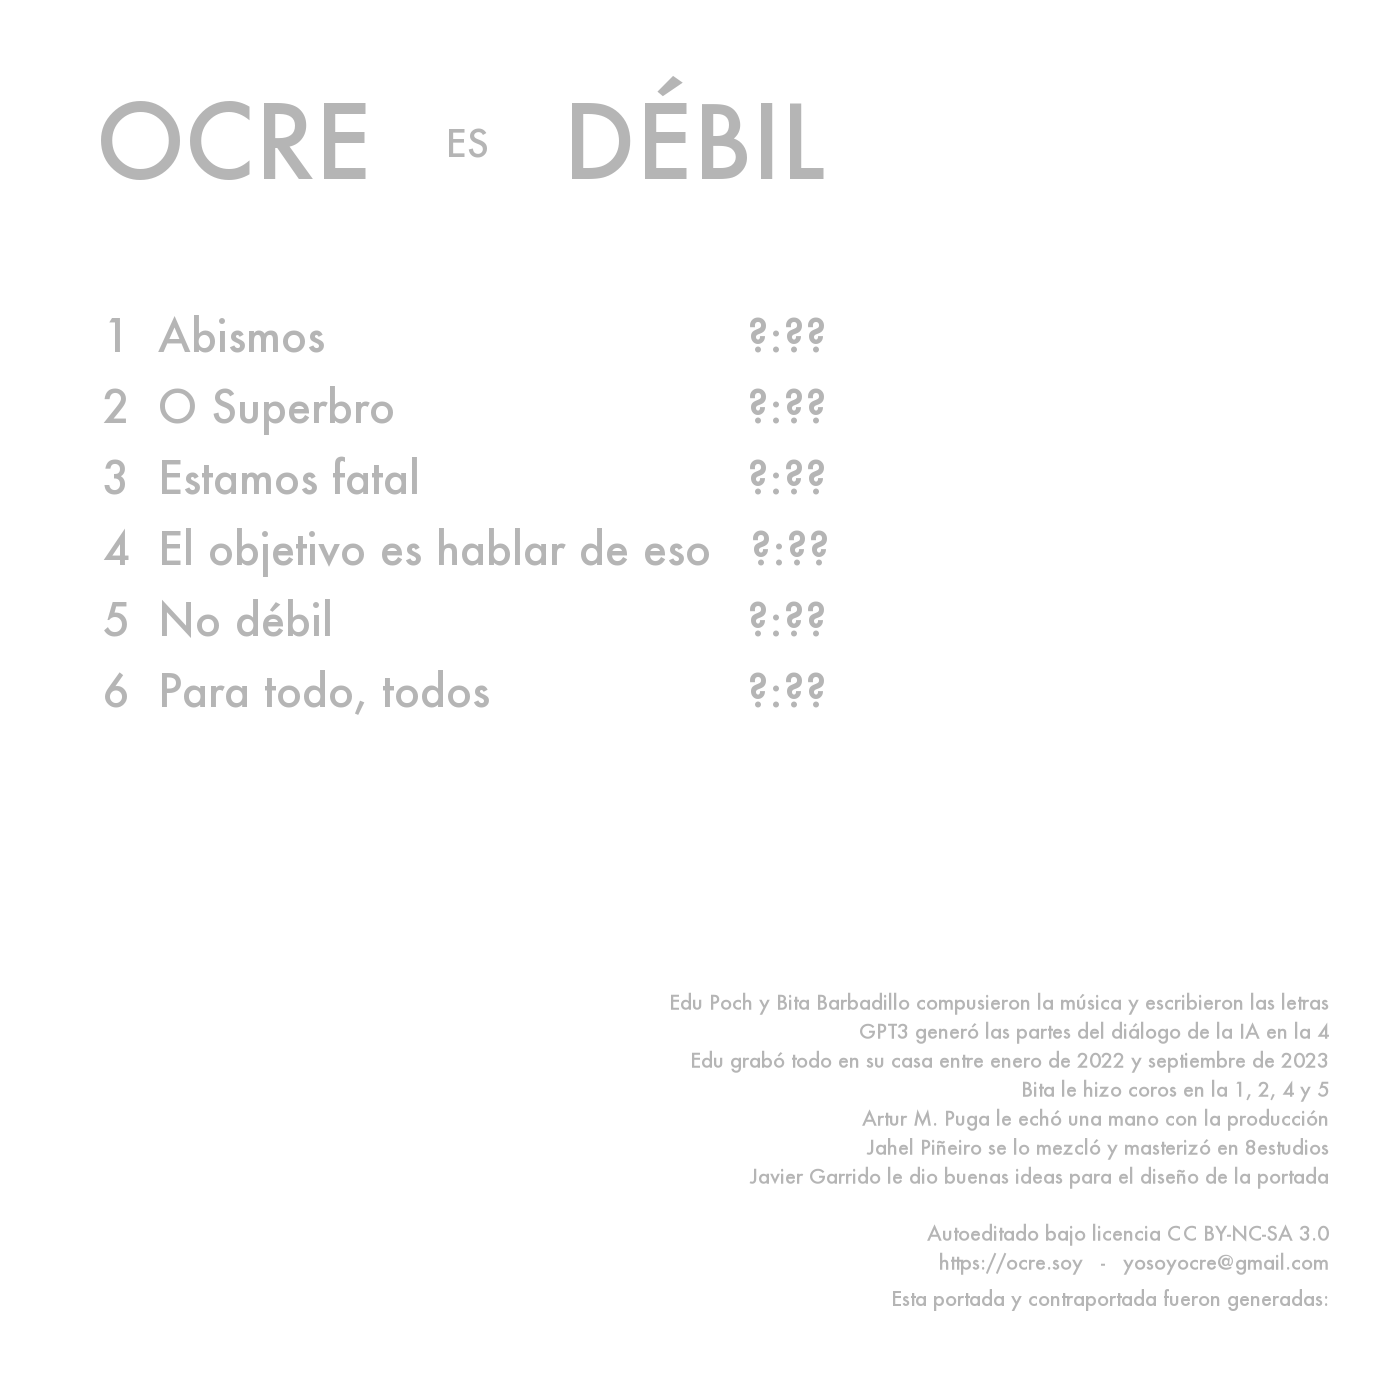 OCRE ES DÉBIL
1 Abismos ?:??
2 O Superbro ?:??
3 Estamos fatal ?:??
4 El objetivo es hablar de eso ?:??
5 No débil ?:??
6 Para todo, todos ?:??
Edu Poch y Bita Barbadillo compusieron la música y escribieron las letras
GPT3 generó las partes del diálogo de la IA en la 4
Edu grabó todo en su casa entre enero de 2022 y septiembre de 2023
Bita le hizo coros en la 1, 2, 4 y 5
Artur M. Puga le echó una mano con la producción
Jahel Piñeiro se lo mezcló y masterizó en 8estudios
Javier Garrido le dio buenas ideas para el diseño de la portada
Autoeditado bajo licencia CC BY-NC-SA 3.0
https://ocre.soy - yosoyocre@gmail.com
Esta portada y contraportada fueron generadas: